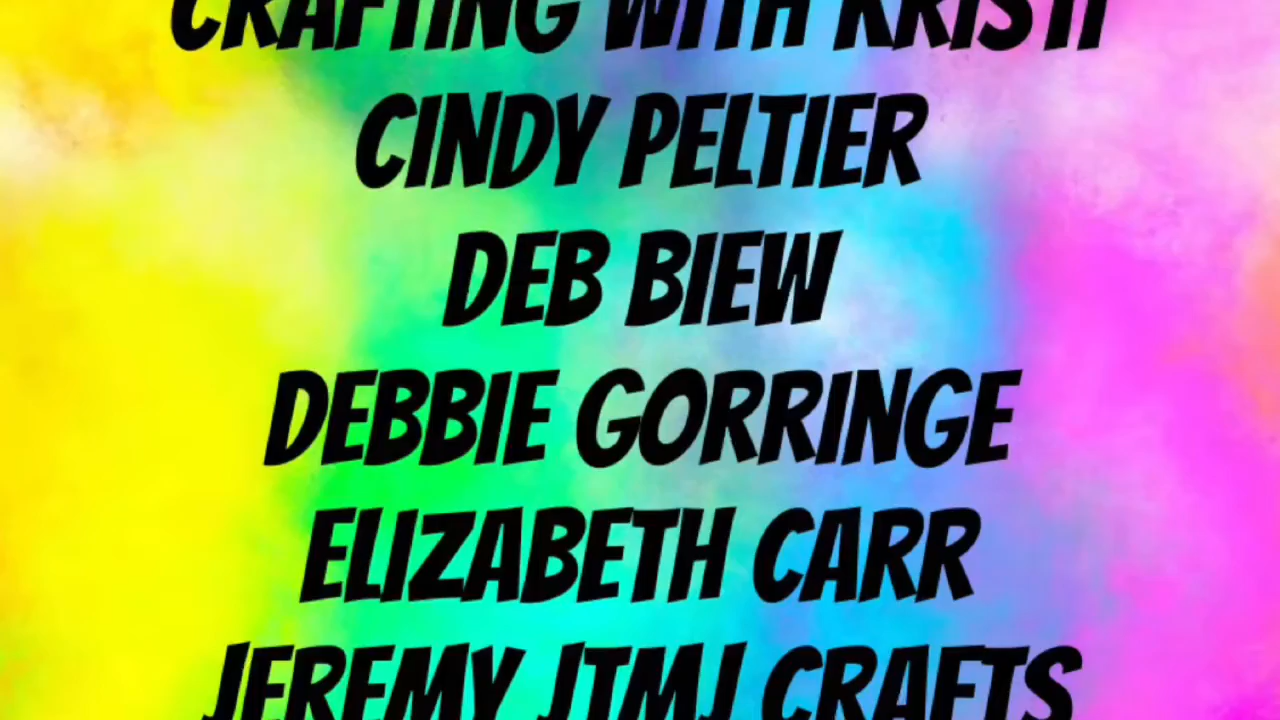 CRAFTING WITH KRISTI
CINDY PELTIER
DEB BIEW
DEBBIE GORRINGE
ELIZABETH CARR
JEREMY JTMJ CRAFTS